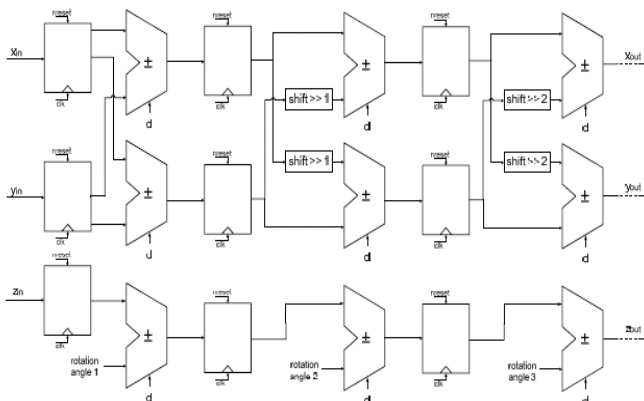 nreset
nreset
nreset
Xin
±
±
±
Xout
clk
clk
clk
shift >> 1
shift >> 2
d
d
d
nreset
nreset
nreset
shift >> 1
shift >> 2
yin
±
±
±
yout
clk
clk
clk
d
d
d
nreset
nreset
nreset
zin
±
±
±
zout
clk
clk
clk
rotation
angle 1
rotation
angle 2
rotation
angle 3
d
d
d